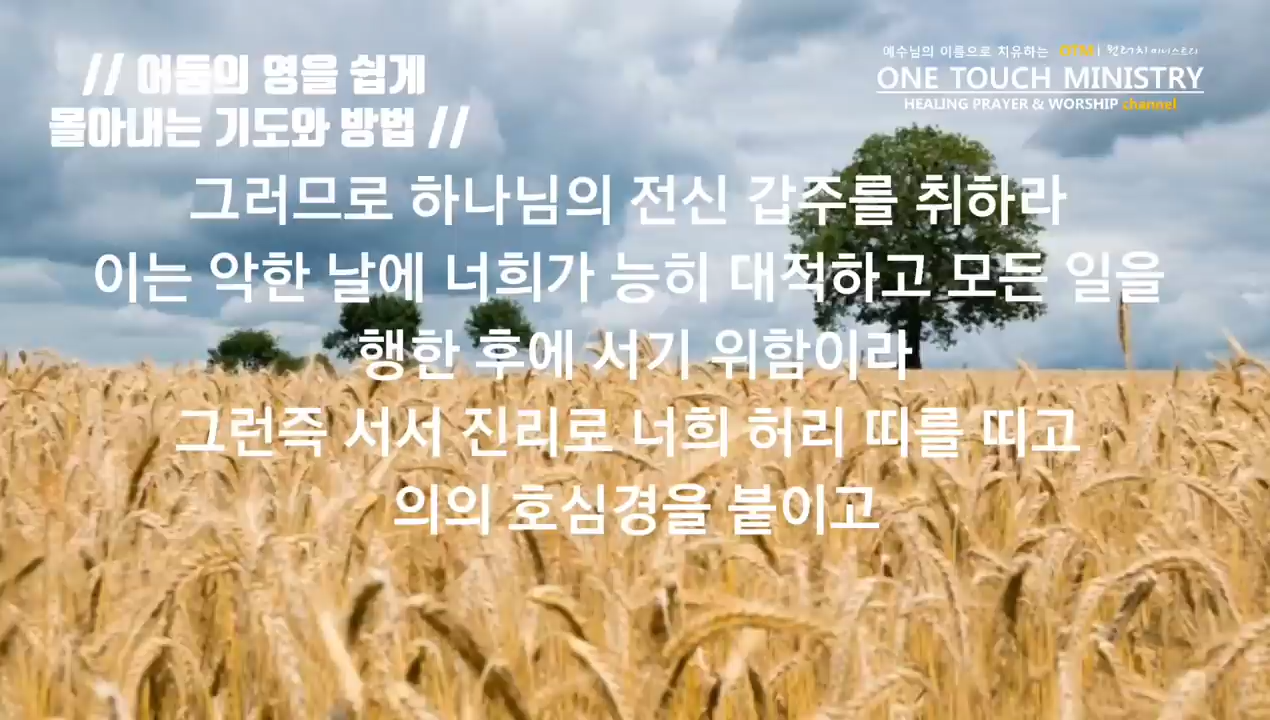 // 어둠의 영을 쉽게
몰아내는 기도와 방법 //
예수님의 이름으로 치유하는 OTM | 원터치 미니스트리
ONE TOUCH MINISTRY
HEALING PRAYER & WORSHIP channel
그러므로 하나님의 전신 갑주를 취하라
이는 악한 날에 너희가 능히 대적하고 모든 일을
행한 후에 서기 위함이라
그런즉 서서 진리로 너희 허리 띠를 띠고
의의 호심경을 붙이고